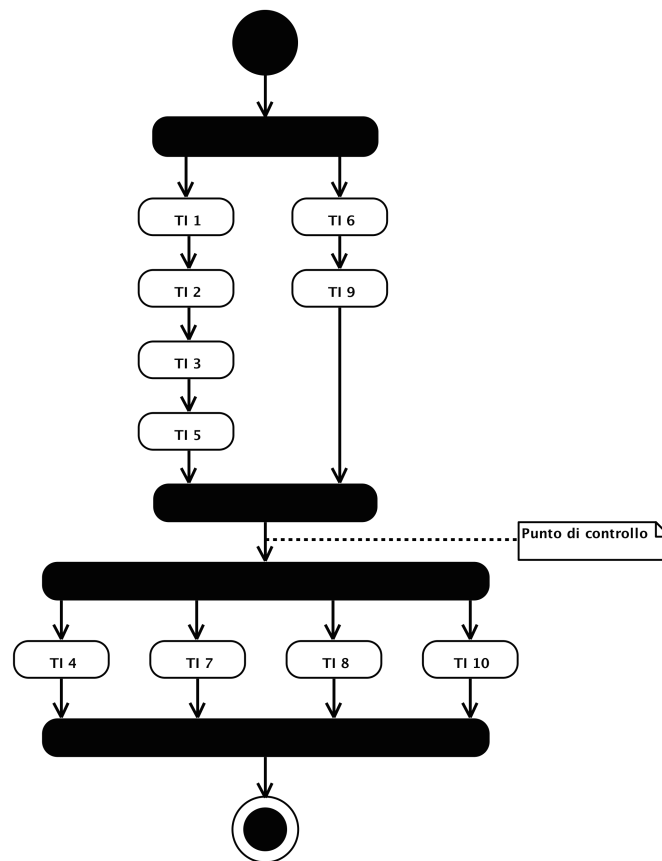 TI 1
TI 6
TI 2
TI 9
TI 3
TI 5
Punto di controllo
TI 4
TI 7
TI 8
TI 10